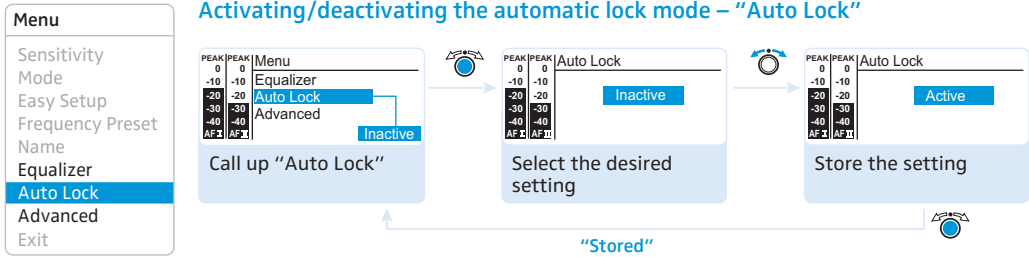 Activating/deactivating the automatic lock mode – “Auto Lock”
Menu
Sensitivity
Mode
Easy Setup
Frequency Preset
Name
Equalizer
Auto Lock
Advanced
Exit
PEAK PEAK Menu
0 0
-10 -10 Equalizer
-20 -20 Auto Lock
-30 -30 Advanced
-40 -40
AF I AF II Inactive
Call up “Auto Lock”
PEAK PEAK Auto Lock
0 0
-10 -10
-20 -20 Inactive
-30 -30
-40 -40
AF I AF II
Select the desired
setting
PEAK PEAK Auto Lock
0 0
-10 -10
-20 -20 Active
-30 -30
-40 -40
AF I AF II
Store the setting
“Stored”